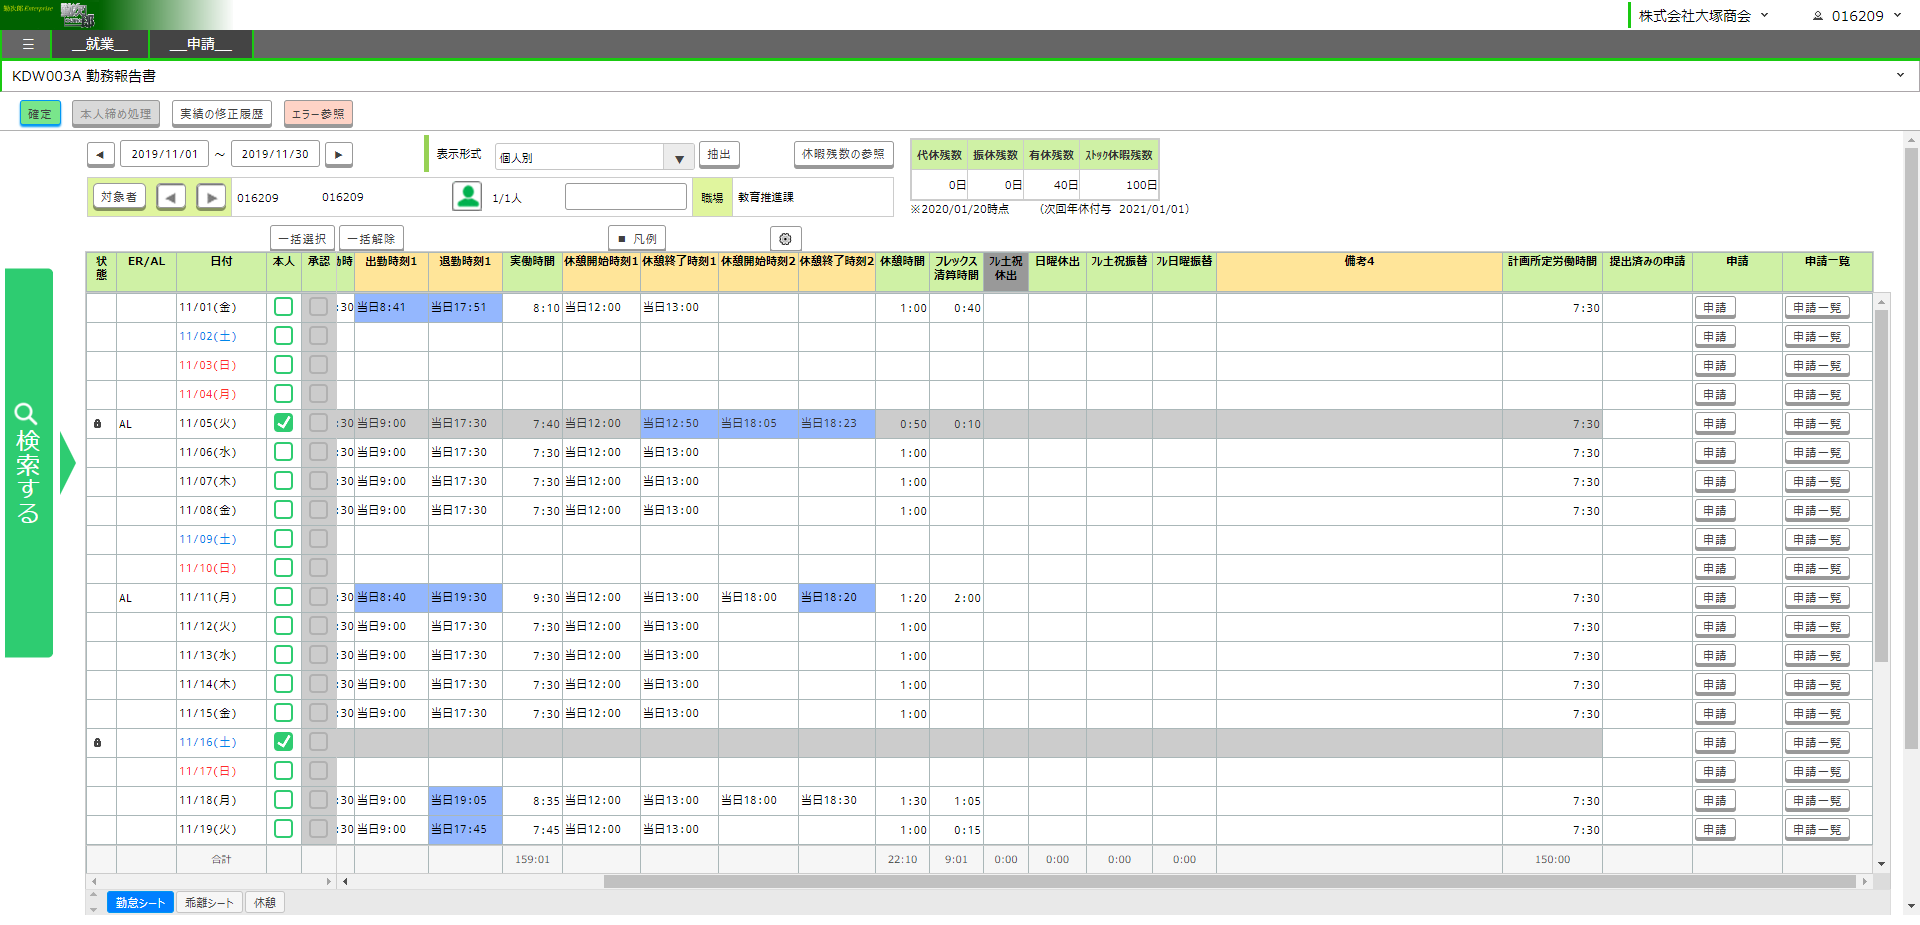 勤次郎Enterprise
株式会社大塚商会 016209
☰ __就業__ __申請__
KDW003A 勤務報告書
確定 本人締め処理 実績の修正履歴 エラー参照
◀ 2019/11/01 ～ 2019/11/30 ▶ 表示形式 個人別 ▼ 抽出 休暇残数の参照
代休残数 振休残数 有休残数 ｽﾄｯｸ休暇残数
0日 0日 40日 100日
※2020/01/20時点 (次回年休付与 2021/01/01)
対象者 ◀ ▶ 016209 016209 1/1人 職場 教育推進課
一括選択 一括解除 ■ 凡例
検索する
状態 ER/AL 日付 本人 承認 出勤時刻1 退勤時刻1 実働時間 休憩開始時刻1 休憩終了時刻1 休憩開始時刻2 休憩終了時刻2 休憩時間 フレックス清算時間 ﾌﾙ土祝休出 日曜休出 ﾌﾙ土祝振替 ﾌﾙ日曜振替 備考4 計画所定労働時間 提出済みの申請 申請 申請一覧
11/01(金) :30 当日8:41 当日17:51 8:10 当日12:00 当日13:00 1:00 0:40 7:30 申請 申請一覧
11/02(土) 申請 申請一覧
11/03(日) 申請 申請一覧
11/04(月) 申請 申請一覧
AL 11/05(火) :30 当日9:00 当日17:30 7:40 当日12:00 当日12:50 当日18:05 当日18:23 0:50 0:10 7:30 申請 申請一覧
11/06(水) :30 当日9:00 当日17:30 7:30 当日12:00 当日13:00 1:00 7:30 申請 申請一覧
11/07(木) :30 当日9:00 当日17:30 7:30 当日12:00 当日13:00 1:00 7:30 申請 申請一覧
11/08(金) :30 当日9:00 当日17:30 7:30 当日12:00 当日13:00 1:00 7:30 申請 申請一覧
11/09(土) 申請 申請一覧
11/10(日) 申請 申請一覧
AL 11/11(月) :30 当日8:40 当日19:30 9:30 当日12:00 当日13:00 当日18:00 当日18:20 1:20 2:00 7:30 申請 申請一覧
11/12(火) :30 当日9:00 当日17:30 7:30 当日12:00 当日13:00 1:00 7:30 申請 申請一覧
11/13(水) :30 当日9:00 当日17:30 7:30 当日12:00 当日13:00 1:00 7:30 申請 申請一覧
11/14(木) :30 当日9:00 当日17:30 7:30 当日12:00 当日13:00 1:00 7:30 申請 申請一覧
11/15(金) :30 当日9:00 当日17:30 7:30 当日12:00 当日13:00 1:00 7:30 申請 申請一覧
11/16(土) 申請 申請一覧
11/17(日) 申請 申請一覧
11/18(月) :30 当日9:00 当日19:05 8:35 当日12:00 当日13:00 当日18:00 当日18:30 1:30 1:05 7:30 申請 申請一覧
11/19(火) :30 当日9:00 当日17:45 7:45 当日12:00 当日13:00 1:00 0:15 7:30 申請 申請一覧
合計 159:01 22:10 9:01 0:00 0:00 0:00 0:00 150:00
勤怠シート 乖離シート 休憩